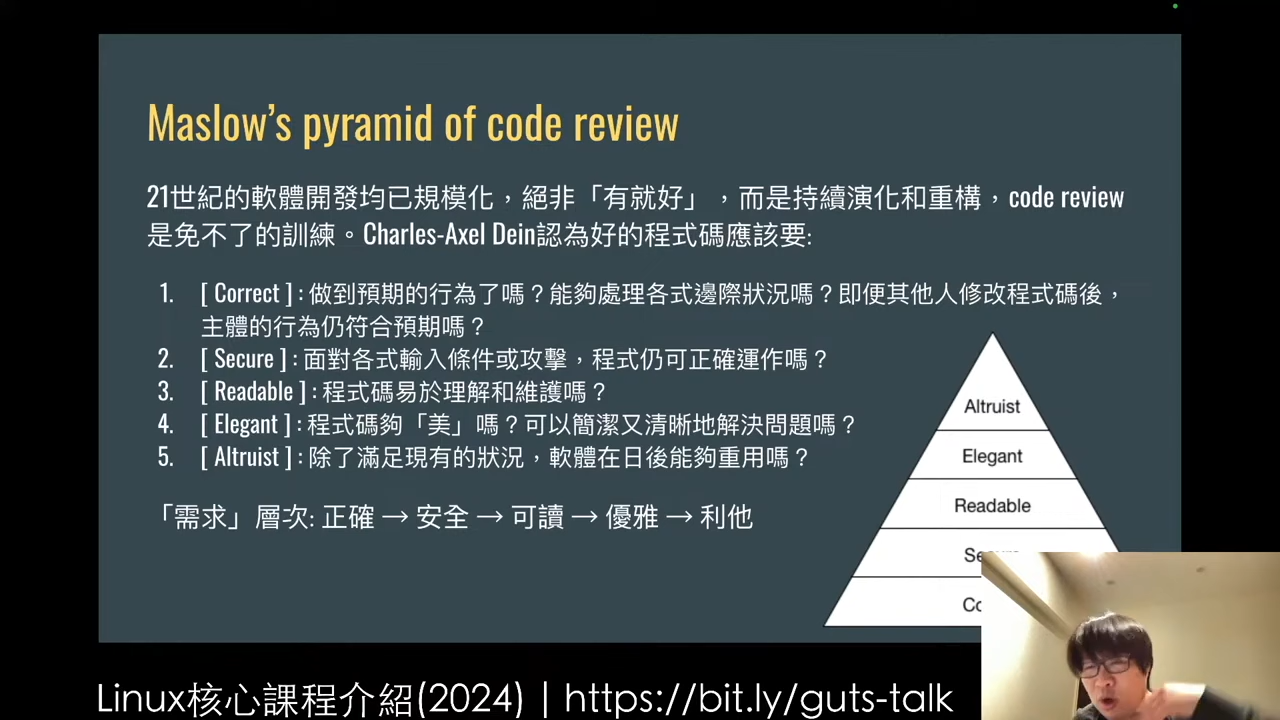 Maslow's pyramid of code review
21世紀的軟體開發均已規模化，絕非「有就好」，而是持續演化和重構，code review
是免不了的訓練。Charles-Axel Dein認為好的程式碼應該要:
1. [ Correct ] : 做到預期的行為了嗎？能夠處理各式邊際狀況嗎？即便其他人修改程式碼後，
主體的行為仍符合預期嗎？
2. [ Secure ] : 面對各式輸入條件或攻擊，程式仍可正確運作嗎？
3. [ Readable ] : 程式碼易於理解和維護嗎？
4. [ Elegant ] : 程式碼夠「美」嗎？可以簡潔又清晰地解決問題嗎？
5. [ Altruist ] : 除了滿足現有的狀況，軟體在日後能夠重用嗎？
「需求」層次: 正確 → 安全 → 可讀 → 優雅 → 利他
Altruist
Elegant
Readable
Linux核心課程介紹(2024) | https://bit.ly/guts-talk